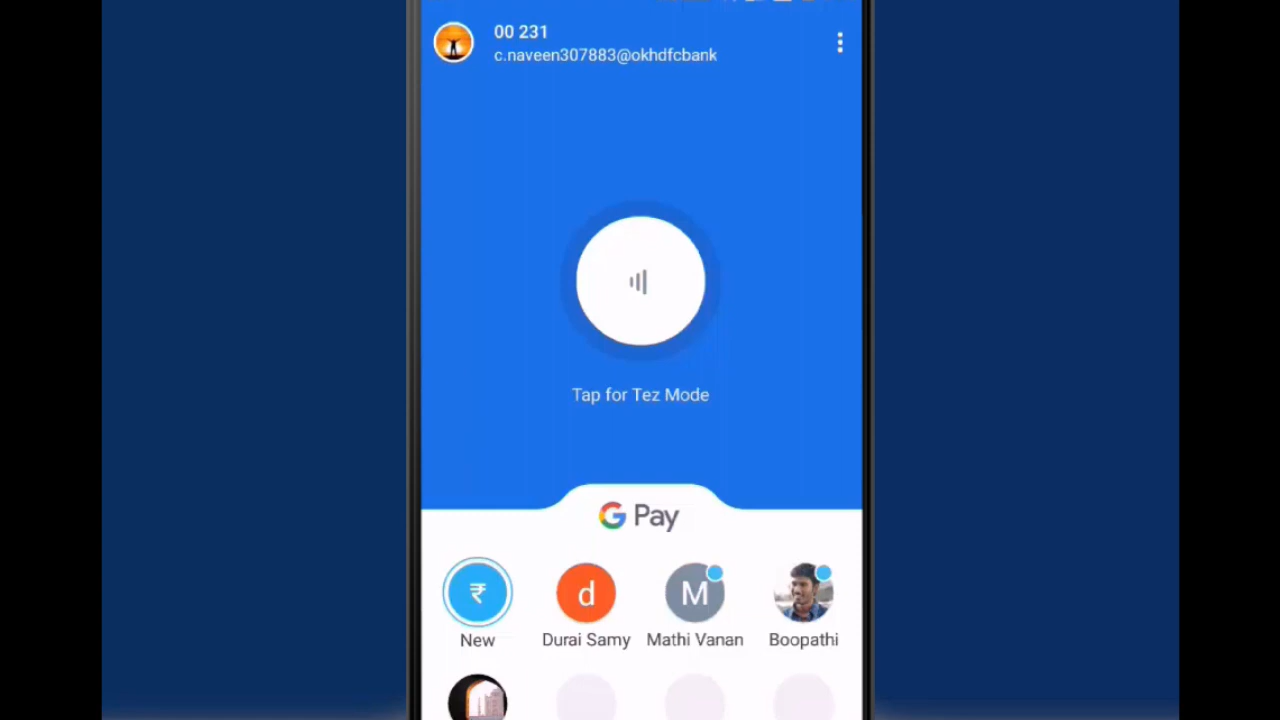 00 231
c.naveen307883@okhdfcbank
Tap for Tez Mode
G Pay
₹
d
M
New
Durai Samy
Mathi Vanan
Boopathi